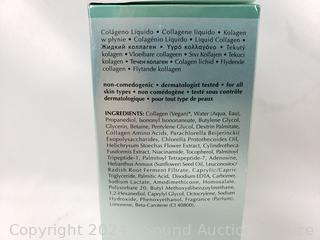 Colágeno Líquido • Collagene liquido • Kolagen
w płynie • Colagénio Líquido • Liquid Collagen •
Жидкий коллаген • Υγρό κολλαγόνο • Tekutý
kolagen • Vloeibare collageen • Sıvı Kollajen • Tekutý
kolagen • Течен колаген • Colagen lichid • Flydende
collagen • Flytande kollagen
non-comedogenic • dermatologist tested • for all
skin types • non comédogène • testé sous contrôle
dermatologique • pour tout type de peaux
INGREDIENTS: Collagen (Vegan)*, Water (Aqua, Eau),
Propanediol, Isononyl Isononanoate, Butylene Glycol,
Glycerin, Betaine, Pentylene Glycol, Dextrin Palmitate,
Collagen Amino Acids, Parachlorella Beijerinckii
Exopolysaccharides, Chlorella Protothecoides Oil,
Helichrysum Stoechas Flower Extract, Cylindrotheca
Fusiformis Extract, Niacinamide, Tocopherol, Palmitoyl
Tripeptide-1, Palmitoyl Tetrapeptide-7, Adenosine,
Helianthus Annuus (Sunflower) Seed Oil, Leuconostoc/
Radish Root Ferment Filtrate, Caprylic/Capric
Triglyceride, Palmitic Acid, Disodium EDTA, Carbomer,
Sodium Lactate, Amodimethicone, Homosalate,
Polysorbate 20, Butyl Methoxydibenzoylmethane,
1,2-Hexanediol, Caprylyl Glycol, Octocrylene, Sodium
Hydroxide, Phenoxyethanol, Fragrance (Parfum),
Limonene, Beta-Carotene (CI 40800).